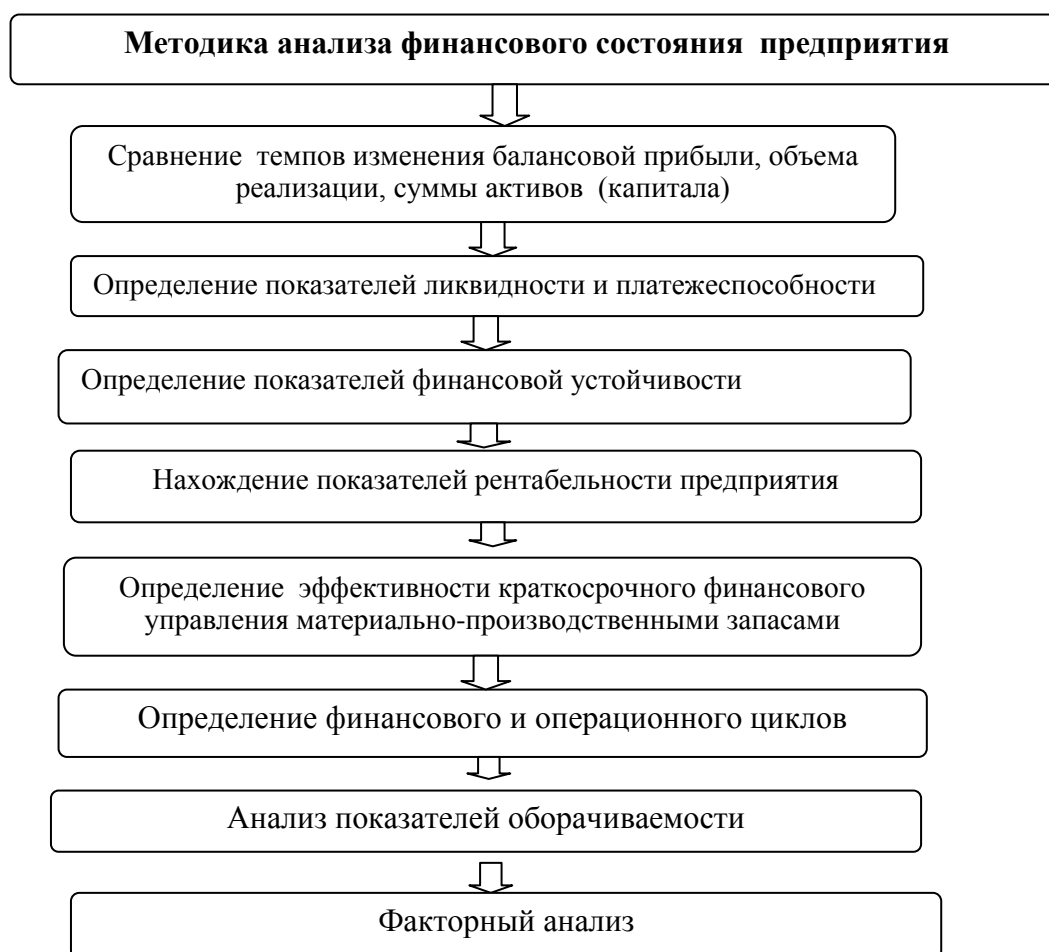 Методика анализа финансового состояния предприятия
Сравнение темпов изменения балансовой прибыли, объема
реализации, суммы активов (капитала)
Определение показателей ликвидности и платежеспособности
Определение показателей финансовой устойчивости
Нахождение показателей рентабельности предприятия
Определение эффективности краткосрочного финансового
управления материально-производственными запасами
Определение финансового и операционного циклов
Анализ показателей оборачиваемости
Факторный анализ